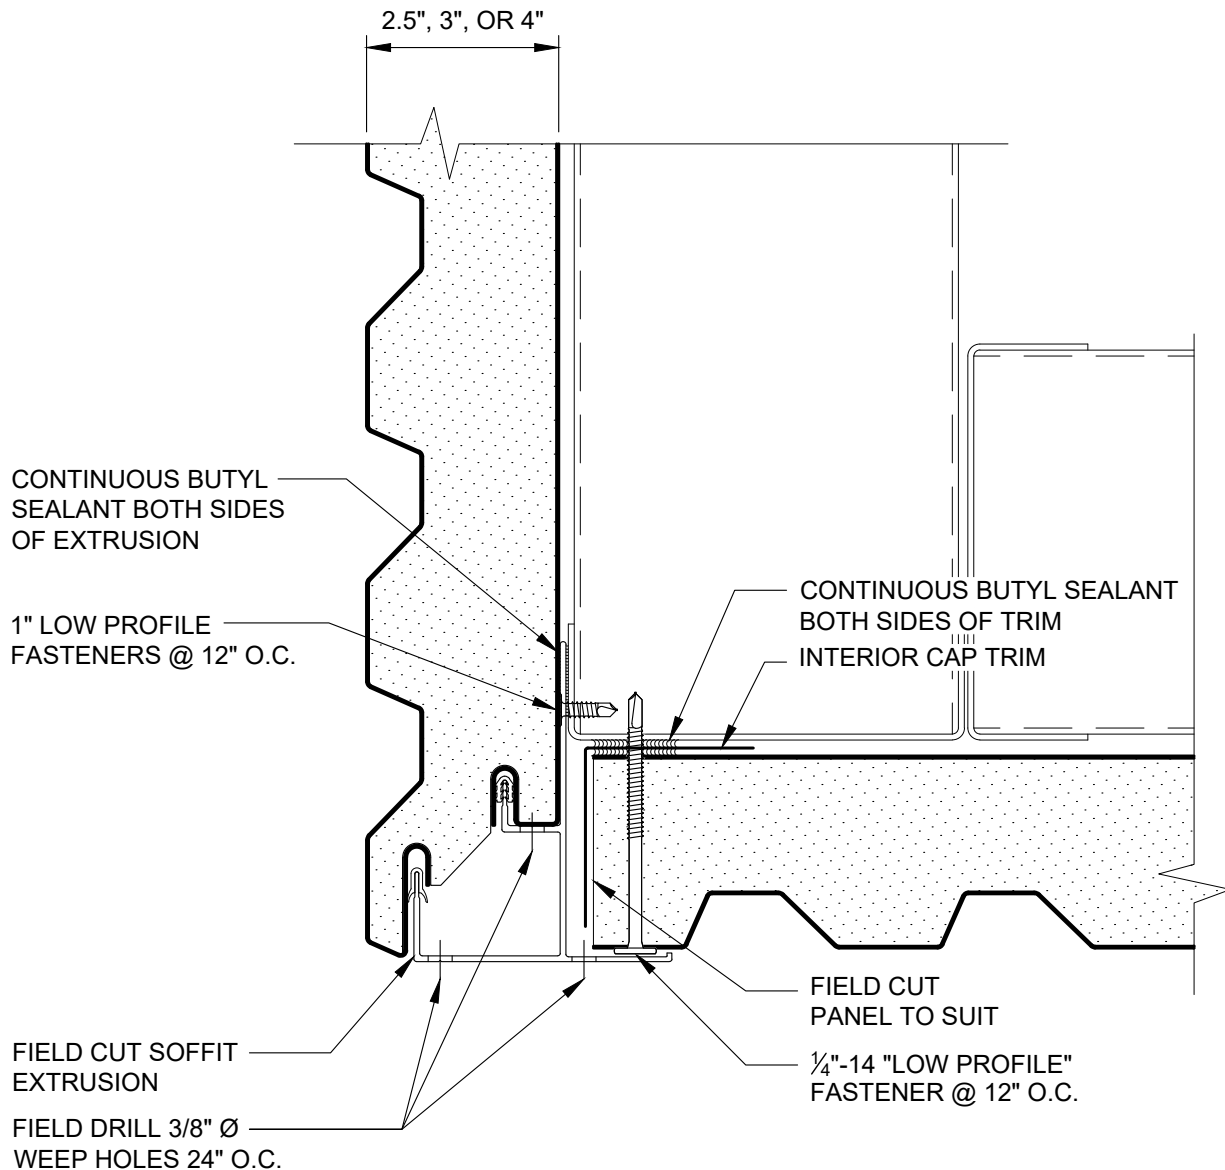 2.5", 3", OR 4"
CONTINUOUS BUTYL
SEALANT BOTH SIDES
OF EXTRUSION
1" LOW PROFILE
FASTENERS @ 12" O.C.
CONTINUOUS BUTYL SEALANT
BOTH SIDES OF TRIM
INTERIOR CAP TRIM
FIELD CUT
PANEL TO SUIT
¼"-14 "LOW PROFILE"
FASTENER @ 12" O.C.
FIELD CUT SOFFIT
EXTRUSION
FIELD DRILL 3/8" Ø
WEEP HOLES 24" O.C.